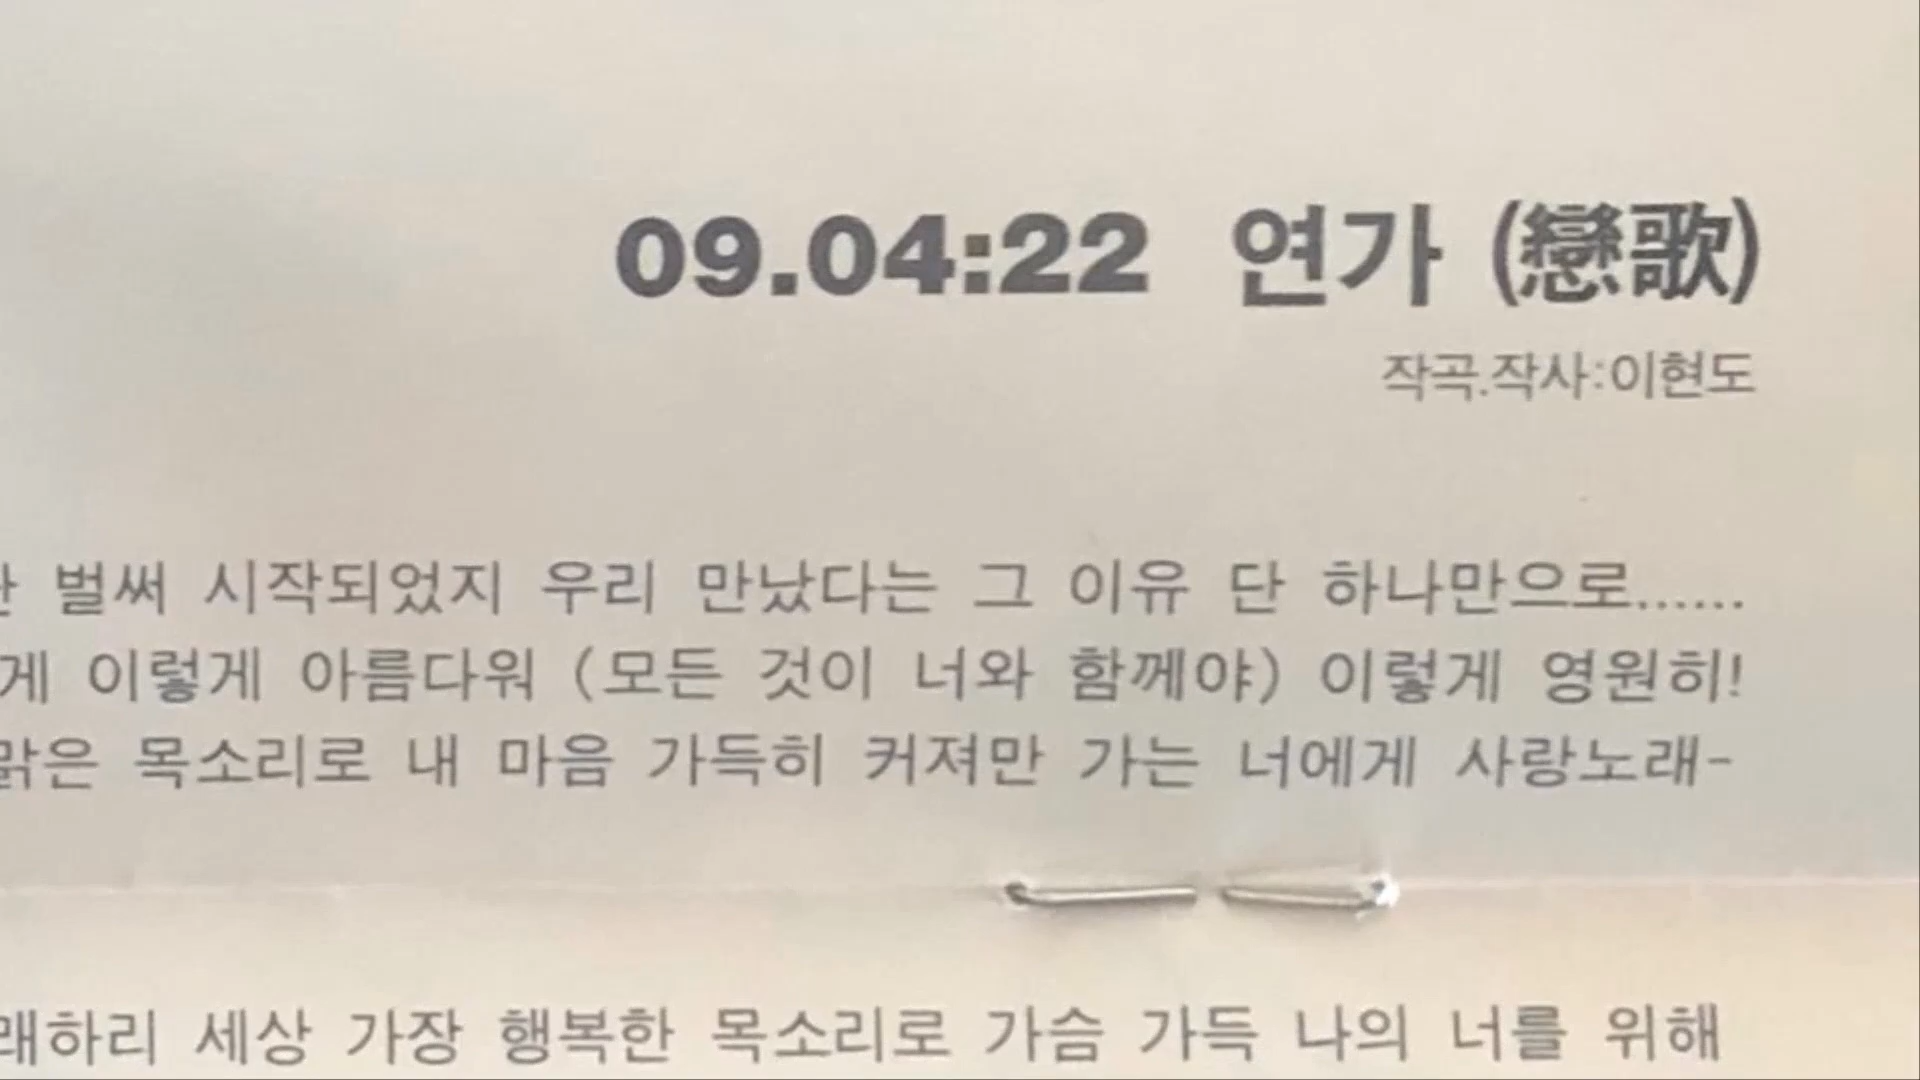 09.04:22 연가 (戀歌)
작곡.작사:이현도
벌써 시작되었지 우리 만났다는 그 이유 단 하나만으로......
게 이렇게 아름다워 (모든 것이 너와 함께야) 이렇게 영원히!
맑은 목소리로 내 마음 가득히 커져만 가는 너에게 사랑노래-
래하리 세상 가장 행복한 목소리로 가슴 가득 나의 너를 위해